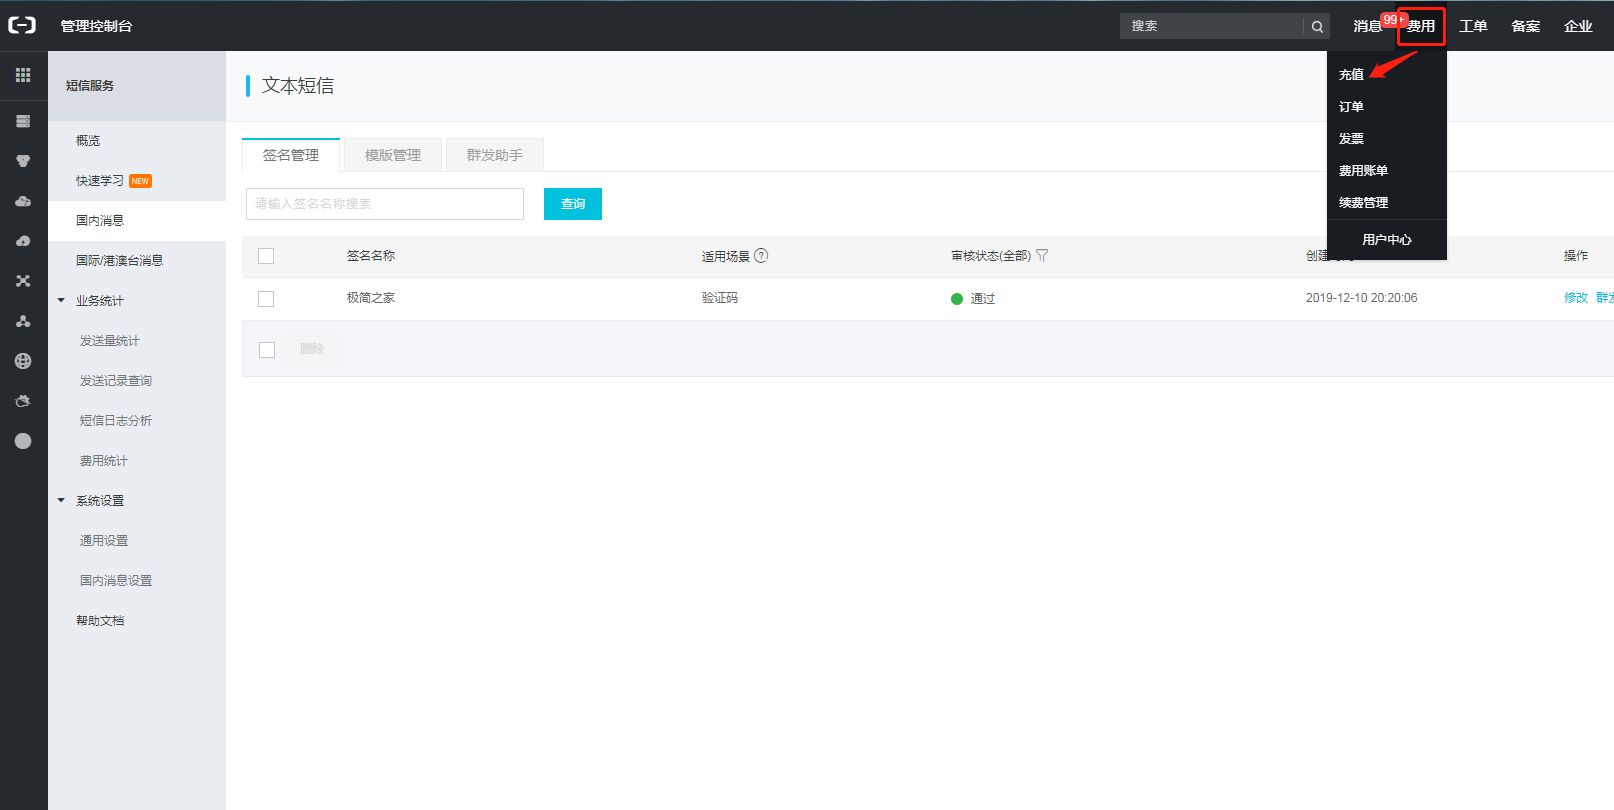 管理控制台
搜索
消息 99+ 费用 工单 备案 企业
充值
订单
发票
费用账单
续费管理
用户中心
短信服务
概览
快速学习 NEW
国内消息
国际/港澳台消息
业务统计
发送量统计
发送记录查询
短信日志分析
费用统计
系统设置
通用设置
国内消息设置
帮助文档
文本短信
签名管理 模版管理 群发助手
请输入签名名称搜索 查询
签名名称 适用场景 ? 审核状态(全部) 创建 操作
极简之家 验证码 通过 2019-12-10 20:20:06 修改 群发
删除